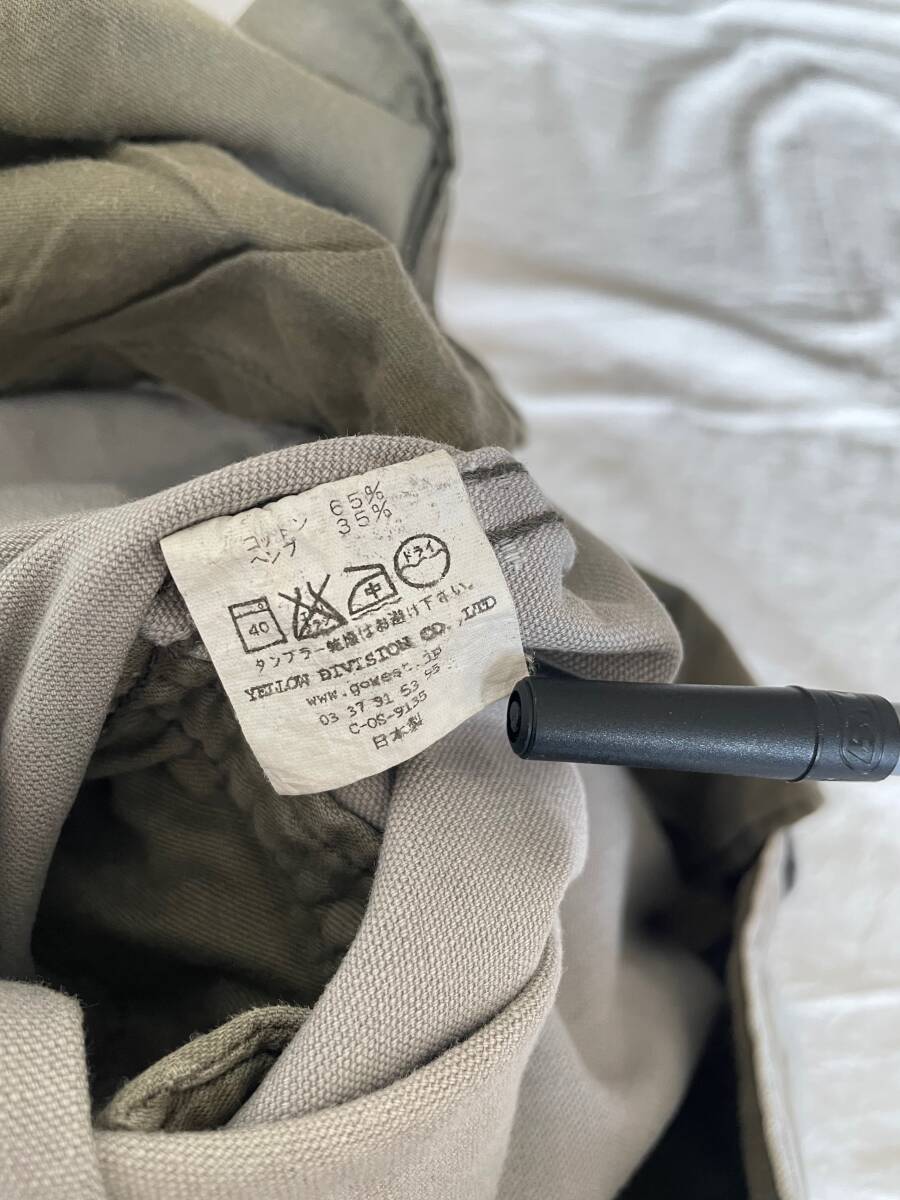 コットン 65%
ヘンプ 35%
40 中 ドライ
タンブラー乾燥はお避け下さい。
YELLOW DIVISION CO.,LTD
www.gowest.jp
03 37 91 53 95
C-OS-9135
日本製